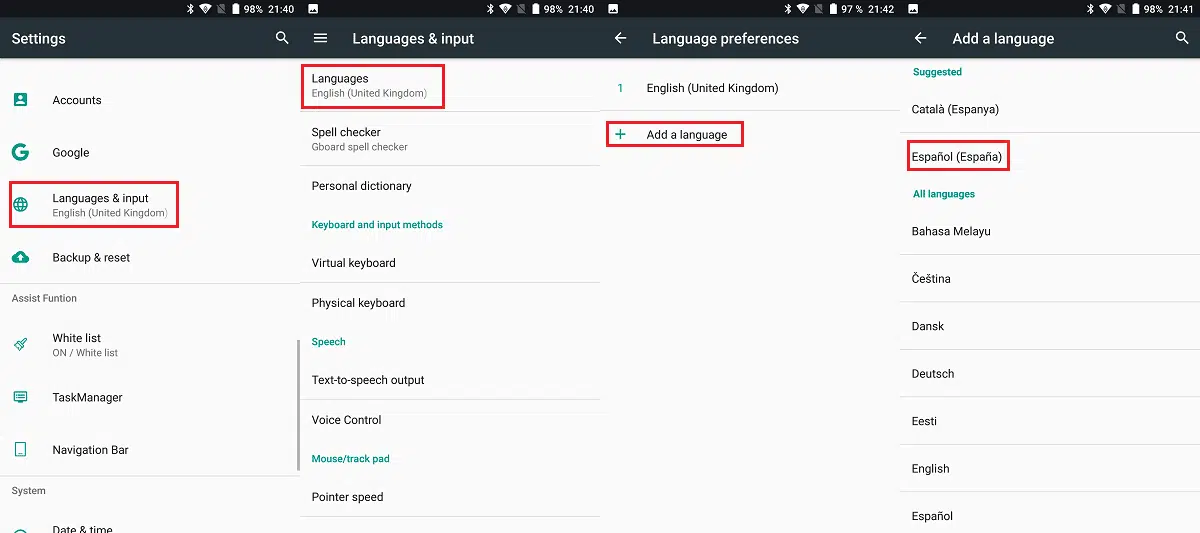 98% 21:40
Settings
Accounts
Google
Languages & input
English (United Kingdom)
Backup & reset
Assist Funtion
White list
ON / White list
TaskManager
Navigation Bar
System
Date & time
98% 21:40
Languages & input
Languages
English (United Kingdom)
Spell checker
Gboard spell checker
Personal dictionary
Keyboard and input methods
Virtual keyboard
Physical keyboard
Speech
Text-to-speech output
Voice Control
Mouse/track pad
Pointer speed
97 % 21:42
Language preferences
1 English (United Kingdom)
+ Add a language
98% 21:41
Add a language
Suggested
Català (Espanya)
Español (España)
All languages
Bahasa Melayu
Čeština
Dansk
Deutsch
Eesti
English
Español